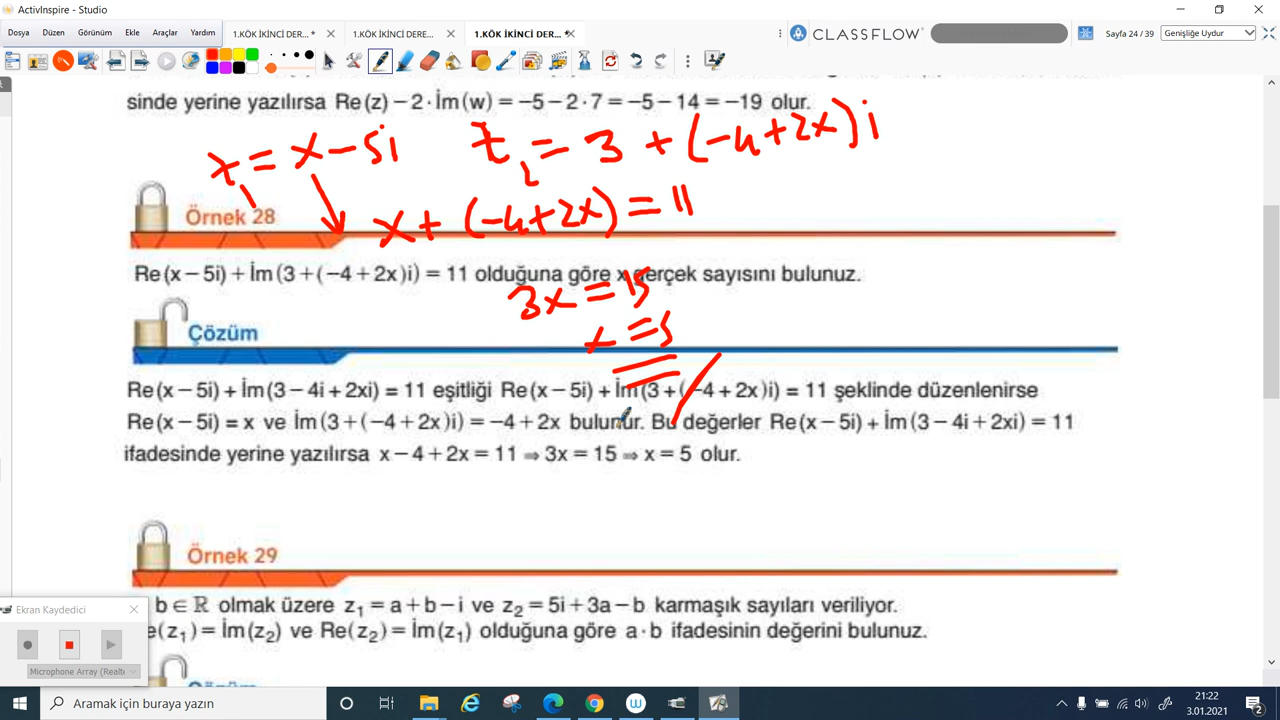 ActivInspire - Studio
Dosya Düzen Görünüm Ekle Araçlar Yardım
1.KÖK İKİNCİ DERE... * 1.KÖK İKİNCİ DERE... 1.KÖK İKİNCİ DER...*
CLASSFLOW
Sayfa 24 / 39
Genişliğe Uydur
sinde yerine yazılırsa Re(z) – 2 · İm(w) = –5 – 2 · 7 = –5 – 14 = –19 olur.
z₁ = x – 5i z₂ = 3 + (–4+2x)i
x + (–4+2x) = 11
Örnek 28
Re(x – 5i) + İm(3 + (–4 + 2x)i) = 11 olduğuna göre x gerçek sayısını bulunuz.
3x = 15
x = 5
Çözüm
Re(x – 5i) + İm(3 – 4i + 2xi) = 11 eşitliği Re(x – 5i) + İm(3 + (–4 + 2x)i) = 11 şeklinde düzenlenirse
Re(x – 5i) = x ve İm(3 + (–4 + 2x)i) = –4 + 2x bulunur. Bu değerler Re(x – 5i) + İm(3 – 4i + 2xi) = 11
ifadesinde yerine yazılırsa x – 4 + 2x = 11 ⇒ 3x = 15 ⇒ x = 5 olur.
Örnek 29
b ∈ ℝ olmak üzere z₁ = a + b – i ve z₂ = 5i + 3a – b karmaşık sayıları veriliyor.
e(z₁) = İm(z₂) ve Re(z₂) = İm(z₁) olduğuna göre a · b ifadesinin değerini bulunuz.
Çözüm
Ekran Kaydedici
Microphone Array (Realte
Aramak için buraya yazın
21:22
3.01.2021
2